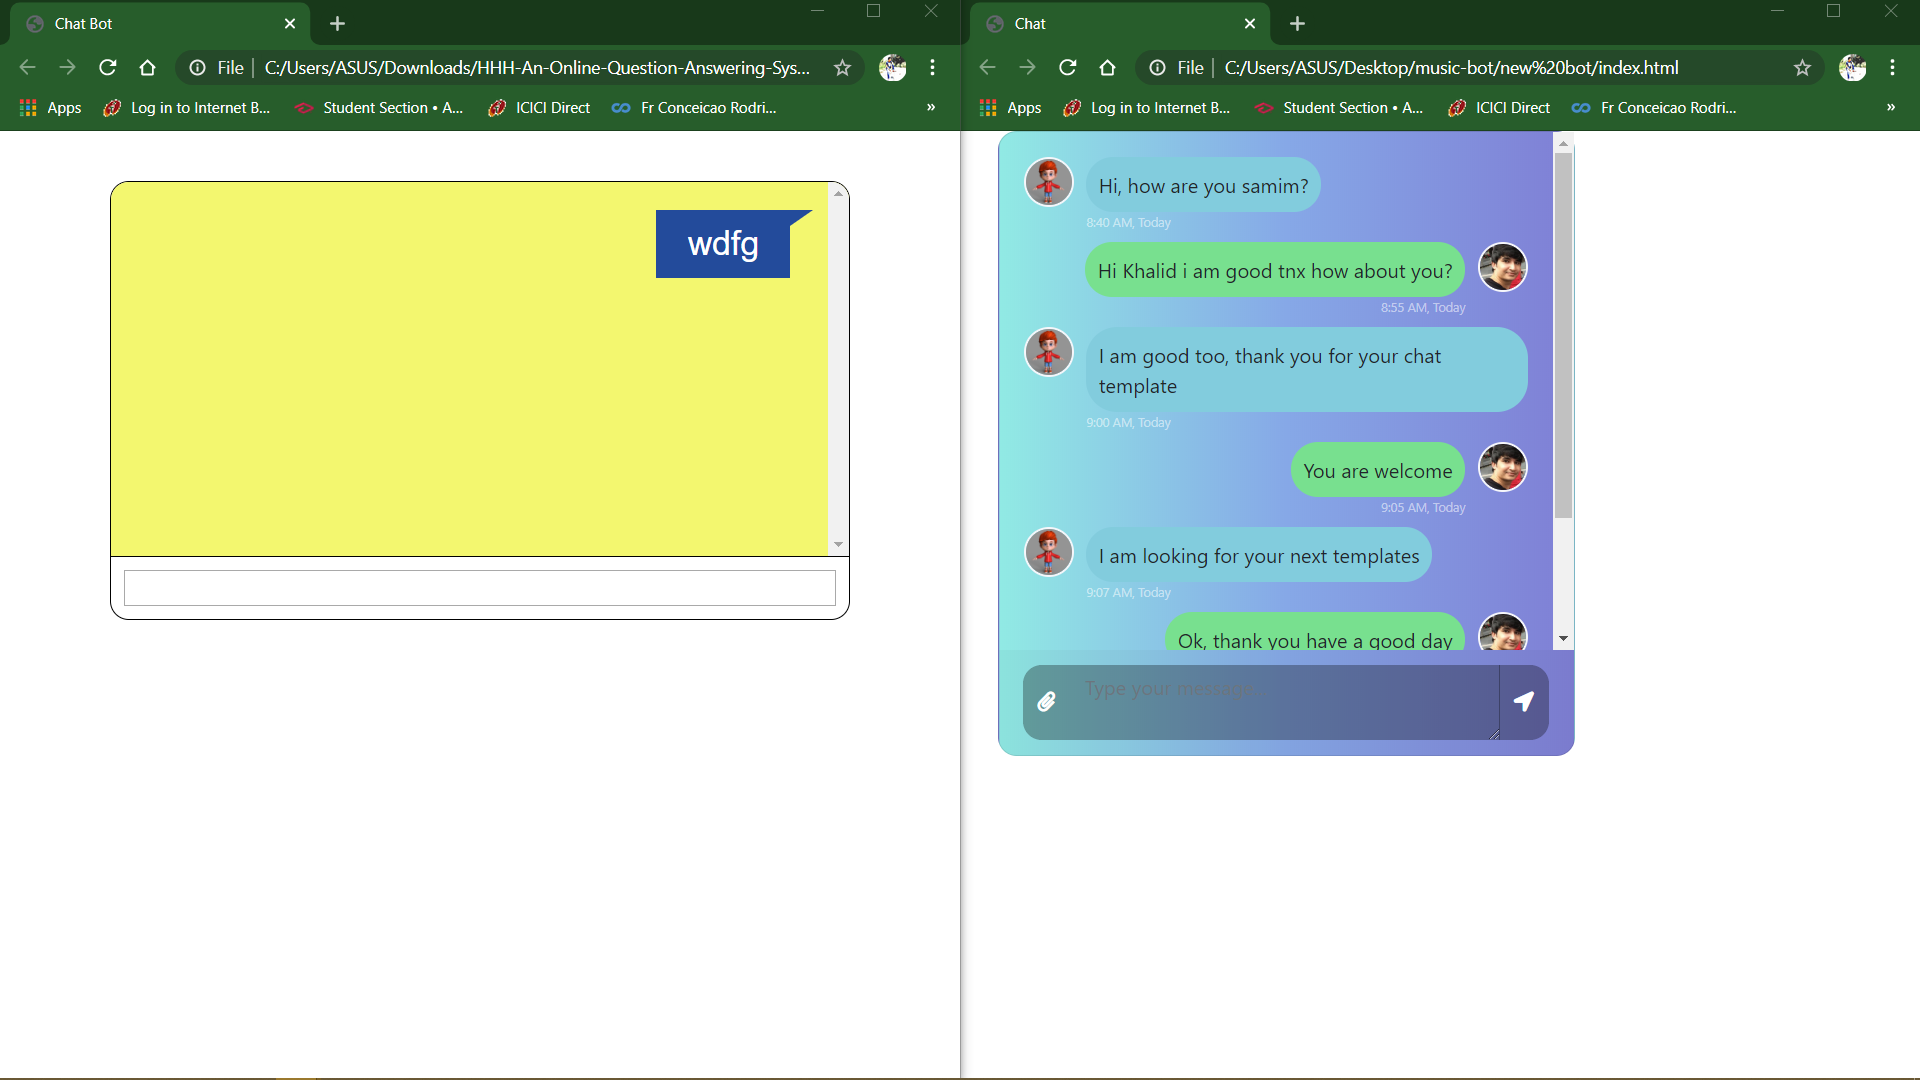 Chat Bot
File
C:/Users/ASUS/Downloads/HHH-An-Online-Question-Answering-Sys...
Apps
Log in to Internet B...
Student Section • A...
ICICI Direct
Fr Conceicao Rodri...
»
wdfg
Chat
File
C:/Users/ASUS/Desktop/music-bot/new%20bot/index.html
Apps
Log in to Internet B...
Student Section • A...
ICICI Direct
Fr Conceicao Rodri...
»
Hi, how are you samim?
8:40 AM, Today
Hi Khalid i am good tnx how about you?
8:55 AM, Today
I am good too, thank you for your chat
template
9:00 AM, Today
You are welcome
9:05 AM, Today
I am looking for your next templates
9:07 AM, Today
Ok, thank you have a good day
Type your message...